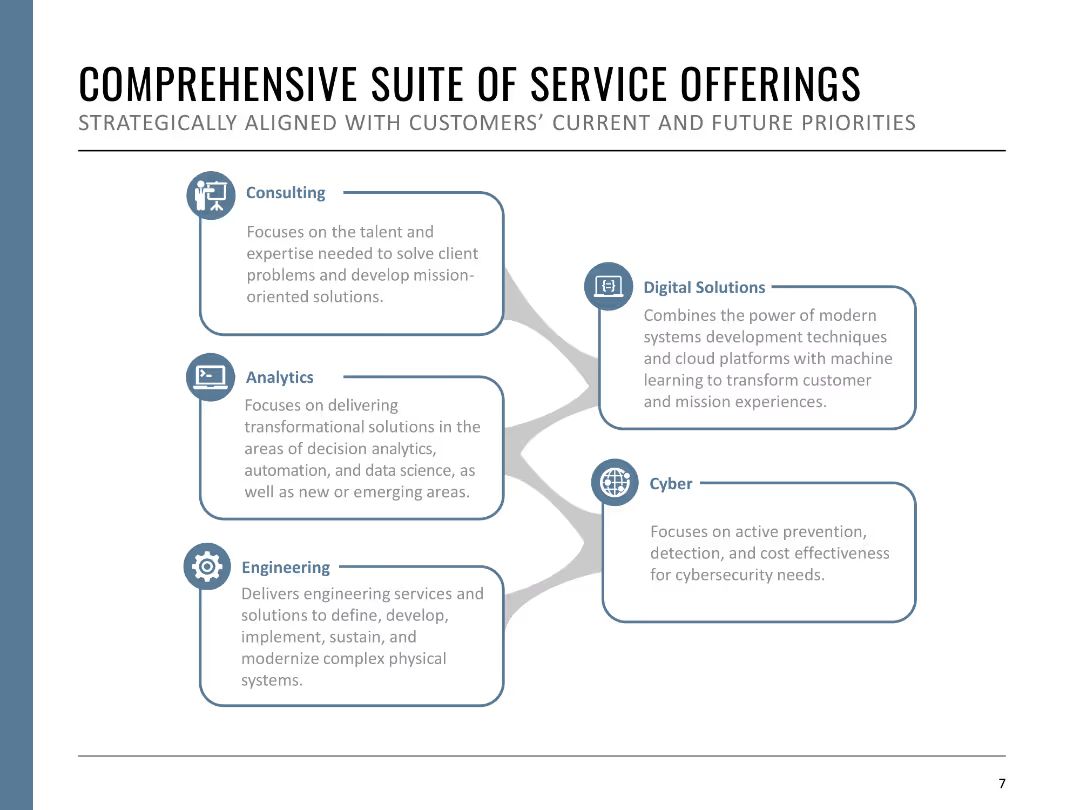 COMPREHENSIVE SUITE OF SERVICE OFFERINGS
STRATEGICALLY ALIGNED WITH CUSTOMERS’ CURRENT AND FUTURE PRIORITIES
Consulting
Focuses on the talent and
expertise needed to solve client
problems and develop mission-
oriented solutions.
Analytics
Focuses on delivering
transformational solutions in the
areas of decision analytics,
automation, and data science, as
well as new or emerging areas.
Engineering
Delivers engineering services and
solutions to define, develop,
implement, sustain, and
modernize complex physical
systems.
Digital Solutions
Combines the power of modern
systems development techniques
and cloud platforms with machine
learning to transform customer
and mission experiences.
Cyber
Focuses on active prevention,
detection, and cost effectiveness
for cybersecurity needs.
7